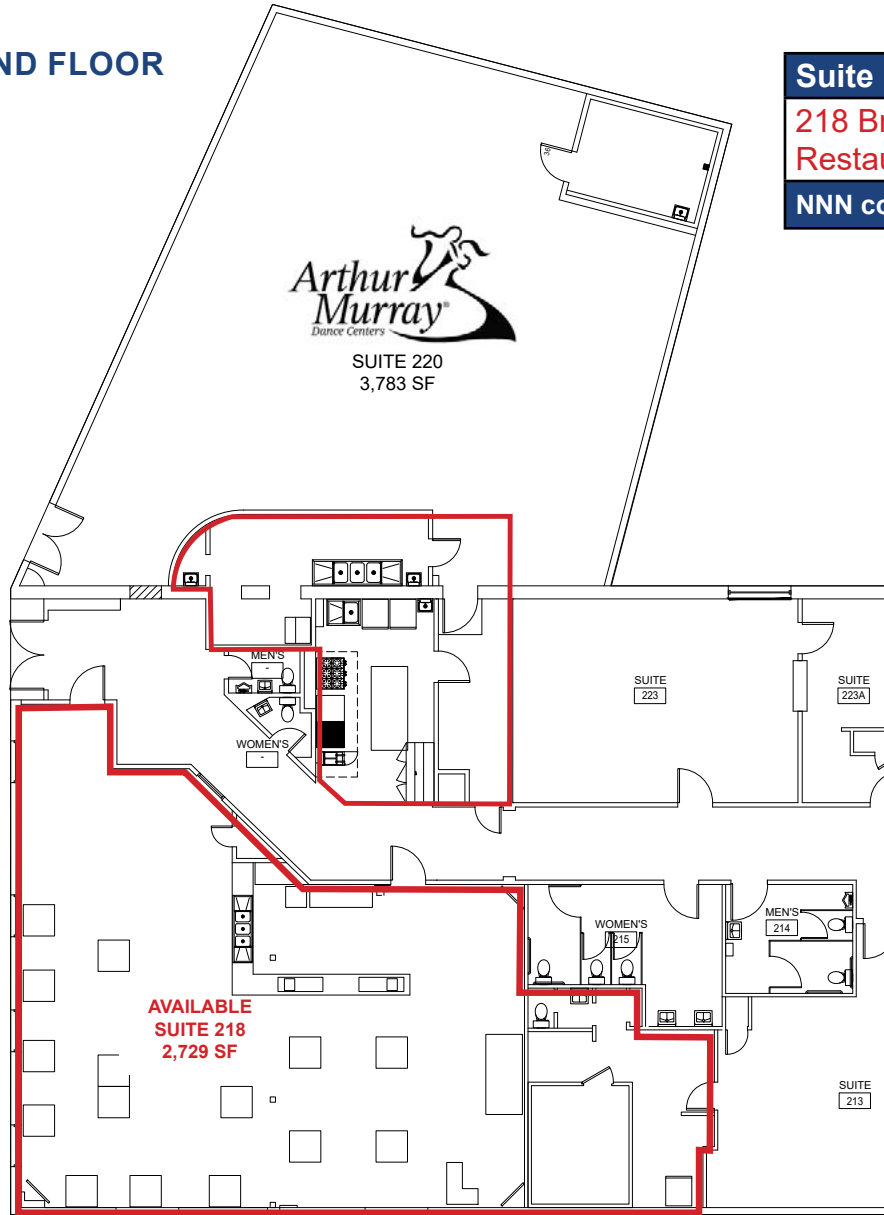 ND FLOOR
Suite
218 Br
Restau
NNN co
36
Arthur
Murray®
Dance Centers
SUITE 220
3,783 SF
MEN'S
WOMEN'S
SUITE
223
SUITE
223A
WOMEN'S
215
MEN'S
214
AVAILABLE
SUITE 218
2,729 SF
SUITE
213